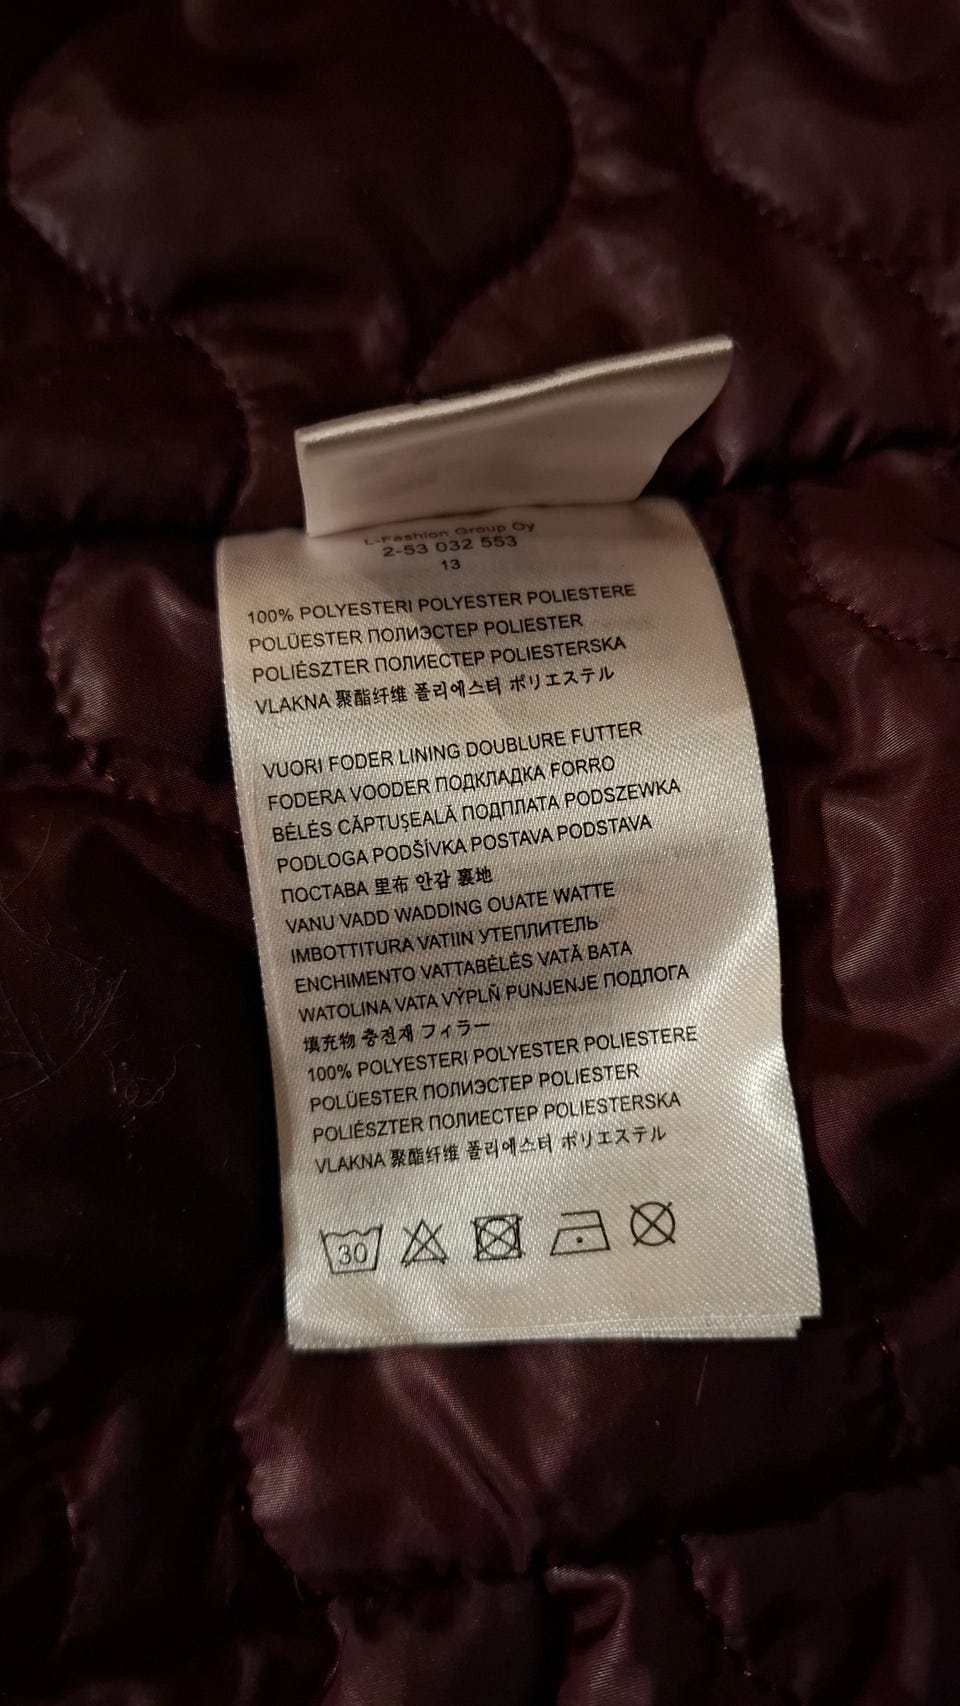 L-Fashion Group Oy
2-53 032 553
13
100% POLYESTERI POLYESTER POLIESTERE
POLÜESTER ПОЛИЭСТЕР POLIESTER
POLIÉSZTER ПОЛИЕСТЕР POLIESTERSKA
VLAKNA 聚酯纤维 폴리에스터 ポリエステル
VUORI FODER LINING DOUBLURE FUTTER
FODERA VOODER ПОДКЛАДКА FORRO
BÉLÉS CĂPTUŞEALĂ ПОДПЛАТА PODSZEWKA
PODLOGA PODŠÍVKA POSTAVA PODSTAVA
ПОСТАВА 里布 안감 裏地
VANU VADD WADDING OUATE WATTE
IMBOTTITURA VATIIN УТЕПЛИТЕЛЬ
ENCHIMENTO VATTABÉLÉS VATĂ BATA
WATOLINA VATA VÝPLŇ PUNJENJE ПОДЛОГА
填充物 충전재 フィラー
100% POLYESTERI POLYESTER POLIESTERE
POLÜESTER ПОЛИЭСТЕР POLIESTER
POLIÉSZTER ПОЛИЕСТЕР POLIESTERSKA
VLAKNA 聚酯纤维 폴리에스터 ポリエステル
30